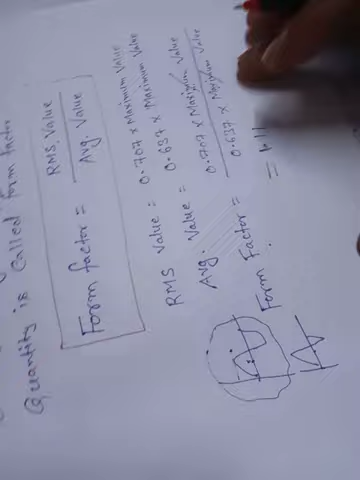 Quantity is called form factor
Form factor = RMS. Value
Avg. Value
RMS Value = 0.707 x Maximum Value
Avg. Value = 0.637 x Maximum Value
Form Factor = 0.707 x Maximum Value
0.637 x Maximum Value
= 1.11